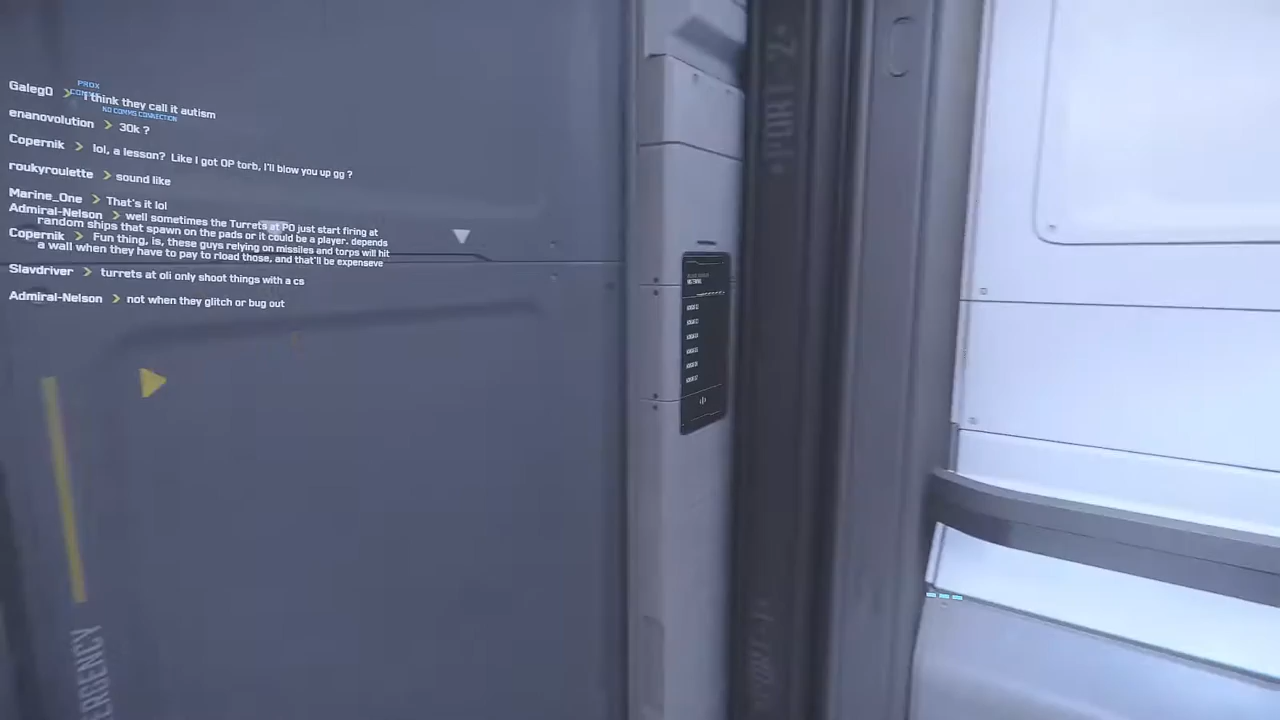 PROX
COMMS
Galeg0 > I think they call it autism
NO COMMS CONNECTION
enanovolution > 30k ?
Copernik > lol, a lesson? Like I got OP torb, I'll blow you up gg ?
roukyroulette > sound like
Marine_One > That's it lol
Admiral-Nelson > well sometimes the Turrets at PO just start firing at
random ships that spawn on the pads or it could be a player. depends
Copernik > Fun thing, is, these guys relying on missiles and torps will hit
a wall when they have to pay to rload those, and that'll be expenseve
Slavdriver > turrets at oli only shoot things with a cs
Admiral-Nelson > not when they glitch or bug out
PORT 2
ERGENCY